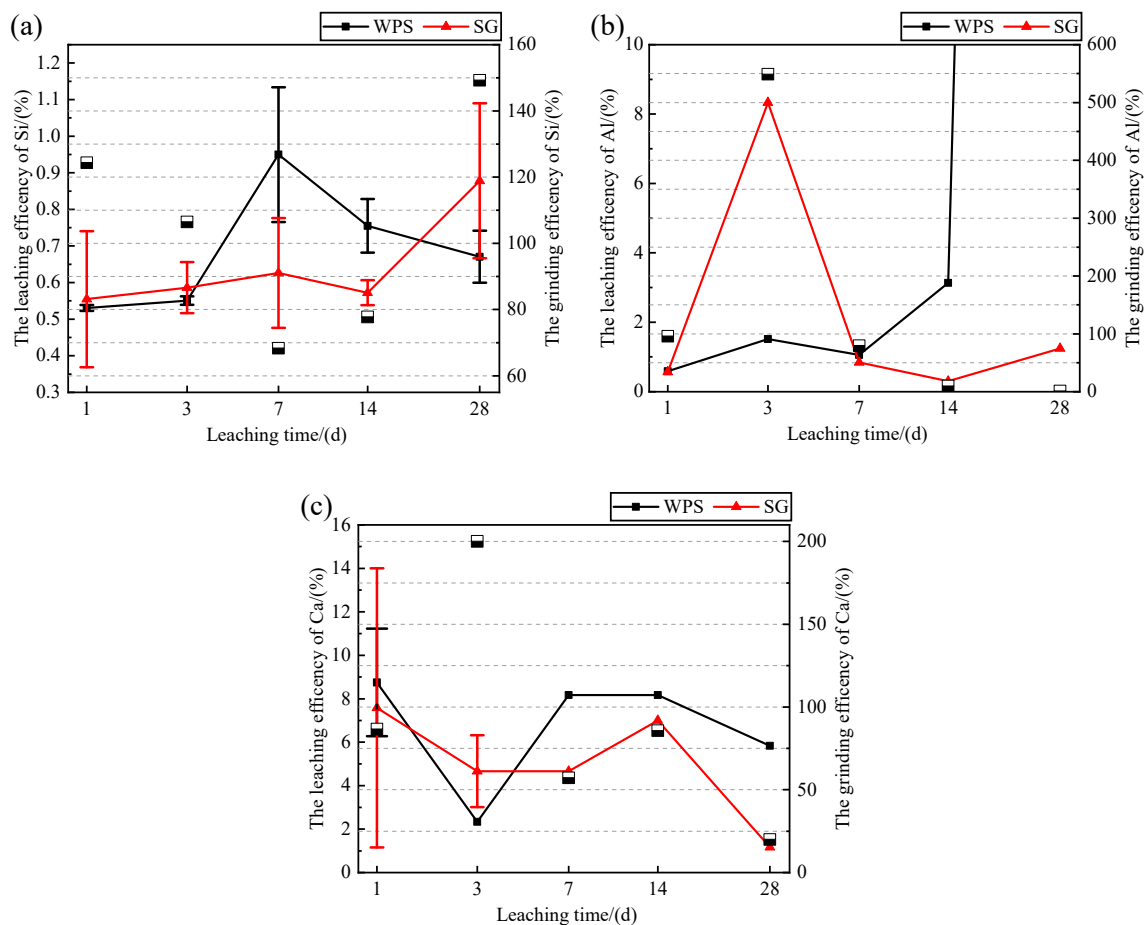 (a)
WPS SG
1.2
1.1
1.0
0.9
0.8
0.7
0.6
0.5
0.4
0.3
The leaching efficency of Si/(%)
160
140
120
100
80
60
The grinding efficency of Si/(%)
1 3 7 14 28
Leaching time/(d)
(b)
WPS SG
10
8
6
4
2
0
The leaching efficency of Al/(%)
600
500
400
300
200
100
0
The grinding efficency of Al/(%)
1 3 7 14 28
Leaching time/(d)
(c)
WPS SG
16
14
12
10
8
6
4
2
0
The leaching efficency of Ca/(%)
200
150
100
50
0
The grinding efficency of Ca/(%)
1 3 7 14 28
Leaching time/(d)